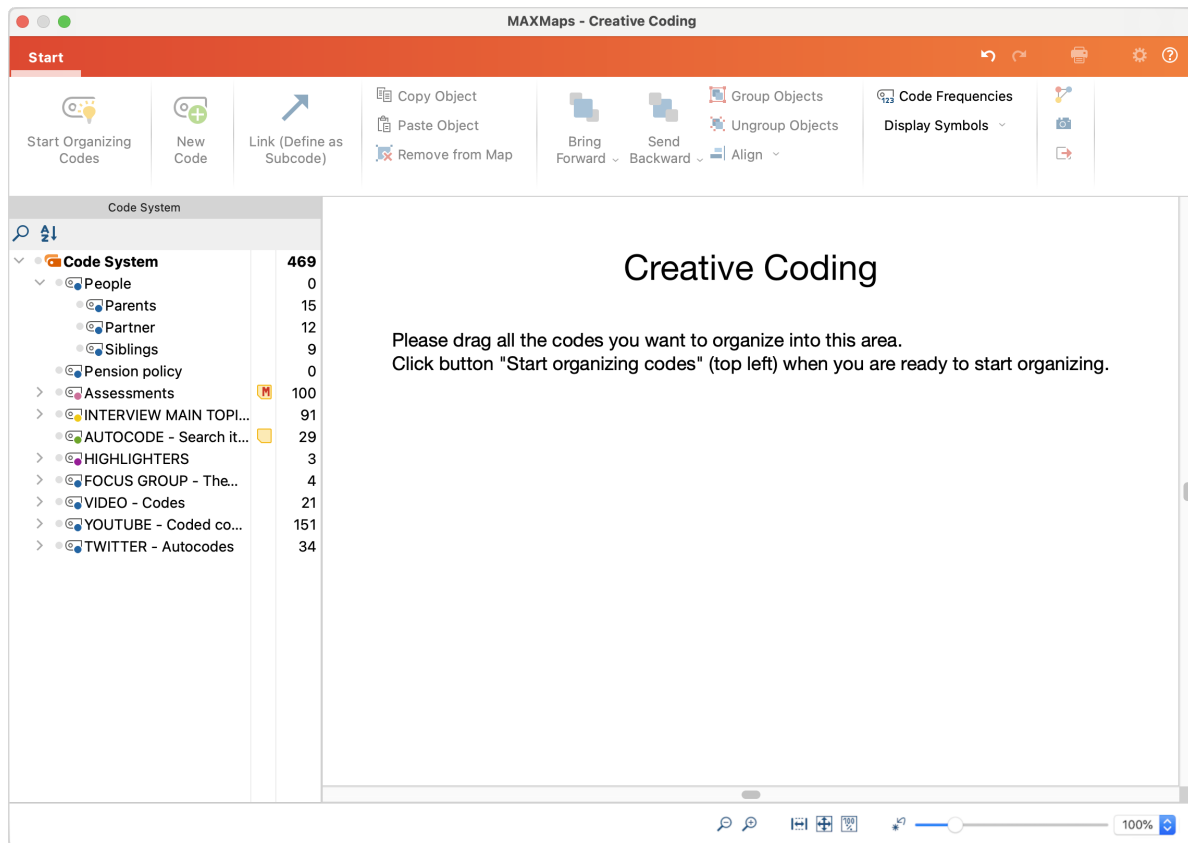 MAXMaps - Creative Coding
Start
Start Organizing
Codes
New
Code
Link (Define as
Subcode)
Copy Object
Paste Object
Remove from Map
Bring
Forward
Send
Backward
Group Objects
Ungroup Objects
Align
123
Code Frequencies
Display Symbols
Code System
A
Z
Code System 469
People 0
Parents 15
Partner 12
Siblings 9
Pension policy 0
Assessments M 100
INTERVIEW MAIN TOPI... 91
AUTOCODE - Search it... 29
HIGHLIGHTERS 3
FOCUS GROUP - The... 4
VIDEO - Codes 21
YOUTUBE - Coded co... 151
TWITTER - Autocodes 34
Creative Coding
Please drag all the codes you want to organize into this area.
Click button "Start organizing codes" (top left) when you are ready to start organizing.
100
%
100%